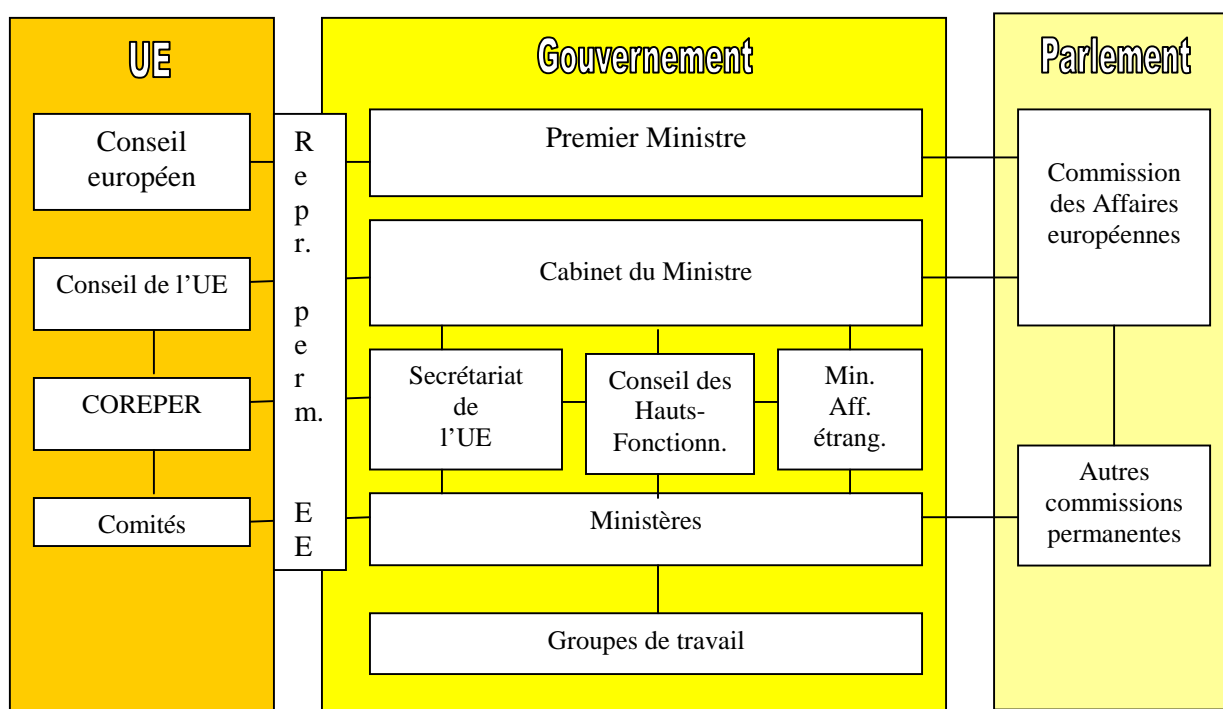 UE
Conseil
européen
Conseil de l’UE
COREPER
Comités
R
e
p
r.
p
e
r
m.
E
E
Gouvernement
Premier Ministre
Cabinet du Ministre
Secrétariat
de
l’UE
Conseil des
Hauts-
Fonctionn.
Min.
Aff.
étrang.
Ministères
Groupes de travail
Parlement
Commission
des Affaires
européennes
Autres
commissions
permanentes